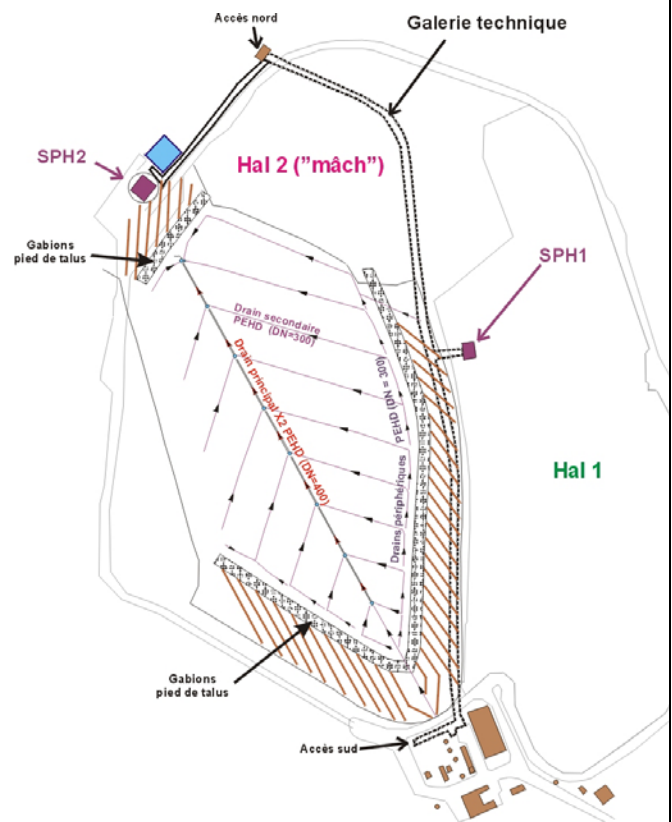 Accès nord
Galerie technique
SPH2
Hal 2 ("mâch")
Gabions
pied de talus
SPH1
Drain secondaire
PEHD (DN=300)
Drain principal X2 PEHD (DN=400)
PEHD (DN = 300)
Drains périphériques
Hal 1
Gabions
pied de talus
Accès sud